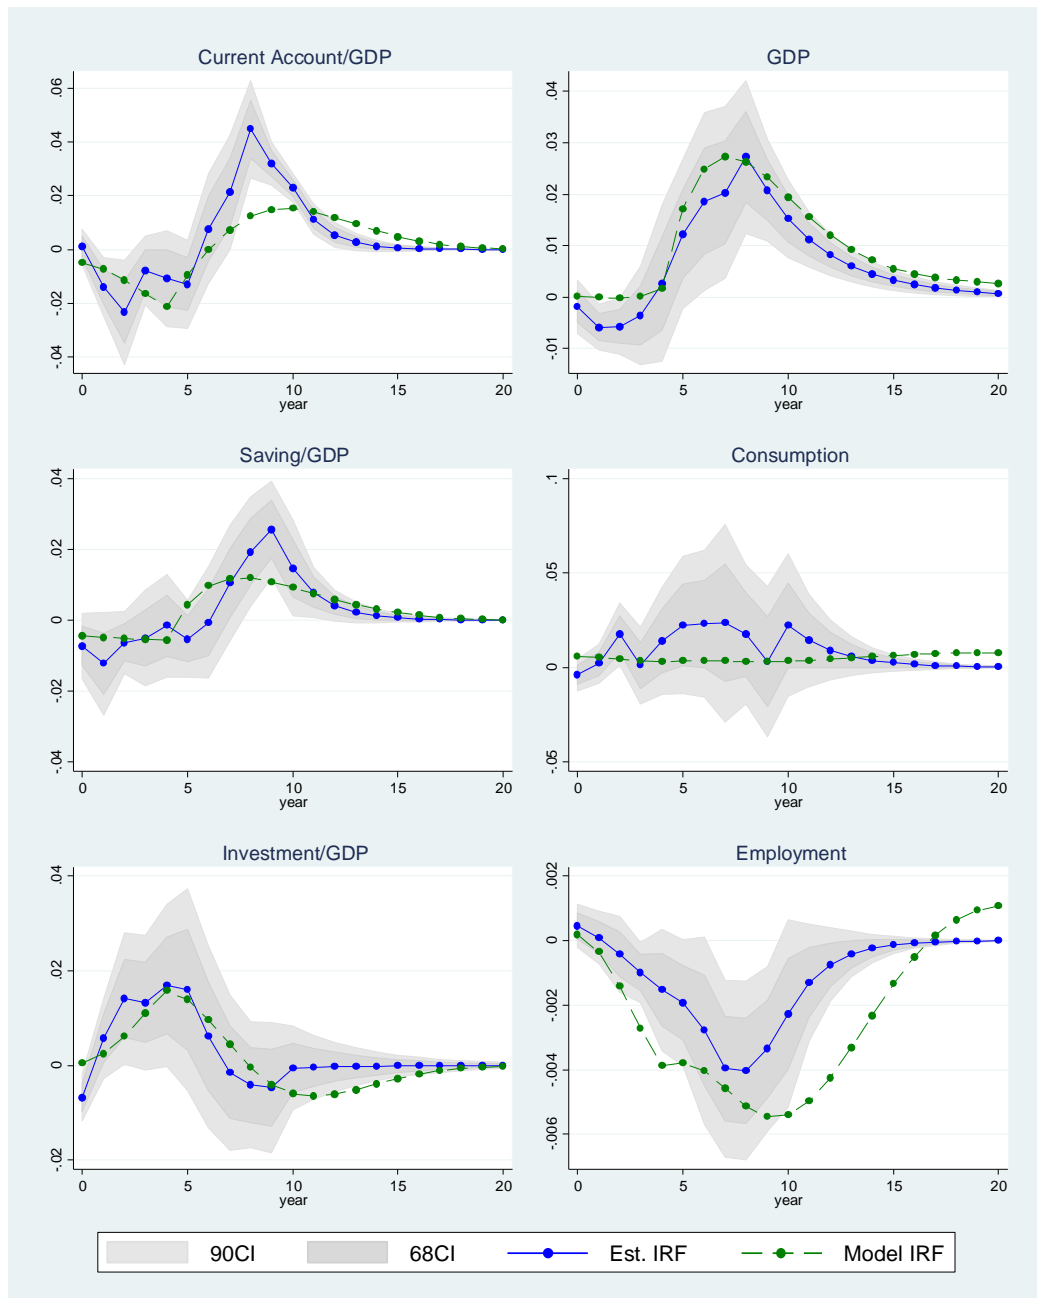 Current Account/GDP
.06
.04
.02
0
-.02
-.04
0 5 10 15 20
year
GDP
.04
.03
.02
.01
0
-.01
0 5 10 15 20
year
Saving/GDP
.04
.02
0
-.02
-.04
0 5 10 15 20
year
Consumption
.1
.05
0
-.05
0 5 10 15 20
year
Investment/GDP
.04
.02
0
-.02
0 5 10 15 20
year
Employment
.002
0
-.002
-.004
-.006
0 5 10 15 20
year
90CI 68CI Est. IRF Model IRF